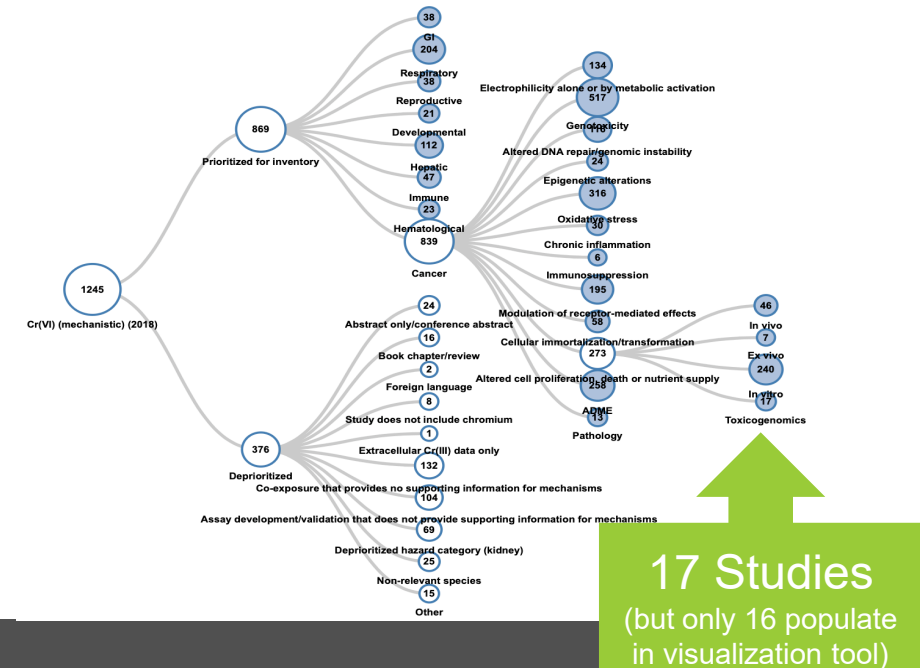 1245
Cr(VI) (mechanistic) (2018)
869
Prioritized for inventory
38
GI
204
Respiratory
38
Reproductive
21
Developmental
112
Hepatic
47
Immune
23
Hematological
839
Cancer
134
Electrophilicity alone or by metabolic activation
517
Genotoxicity
Altered DNA repair/genomic instability
24
Epigenetic alterations
316
Oxidative stress
30
Chronic inflammation
6
Immunosuppression
195
Modulation of receptor-mediated effects
58
Cellular immortalization/transformation
273
Altered cell proliferation, death or nutrient supply
258
ADME
13
Pathology
46
In vivo
7
Ex vivo
240
In vitro
17
Toxicogenomics
376
Deprioritized
24
Abstract only/conference abstract
16
Book chapter/review
2
Foreign language
8
Study does not include chromium
1
Extracellular Cr(III) data only
132
Co-exposure that provides no supporting information for mechanisms
104
Assay development/validation that does not provide supporting information for mechanisms
69
Deprioritized hazard category (kidney)
25
Non-relevant species
15
Other
17 Studies
(but only 16 populate
in visualization tool)